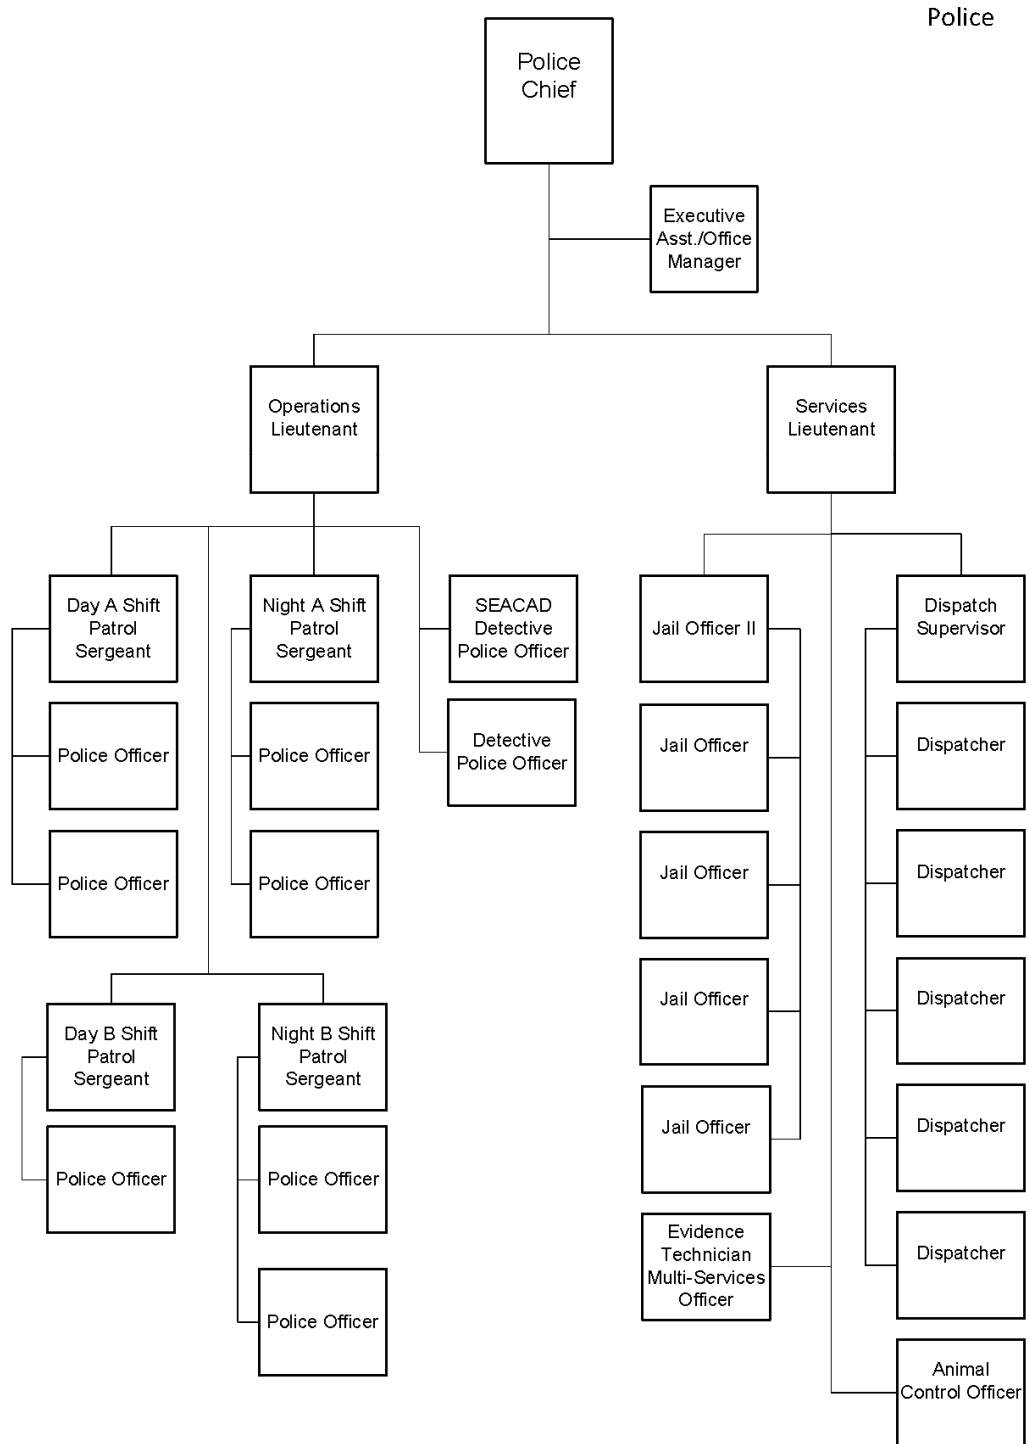 Police
Police
Chief
Executive
Asst./Office
Manager
Operations
Lieutenant
Services
Lieutenant
Day A Shift
Patrol
Sergeant
Night A Shift
Patrol
Sergeant
SEACAD
Detective
Police Officer
Jail Officer II
Dispatch
Supervisor
Police Officer
Police Officer
Detective
Police Officer
Jail Officer
Dispatcher
Police Officer
Police Officer
Jail Officer
Dispatcher
Jail Officer
Dispatcher
Day B Shift
Patrol
Sergeant
Night B Shift
Patrol
Sergeant
Jail Officer
Dispatcher
Police Officer
Police Officer
Evidence
Technician
Multi-Services
Officer
Dispatcher
Police Officer
Animal
Control Officer